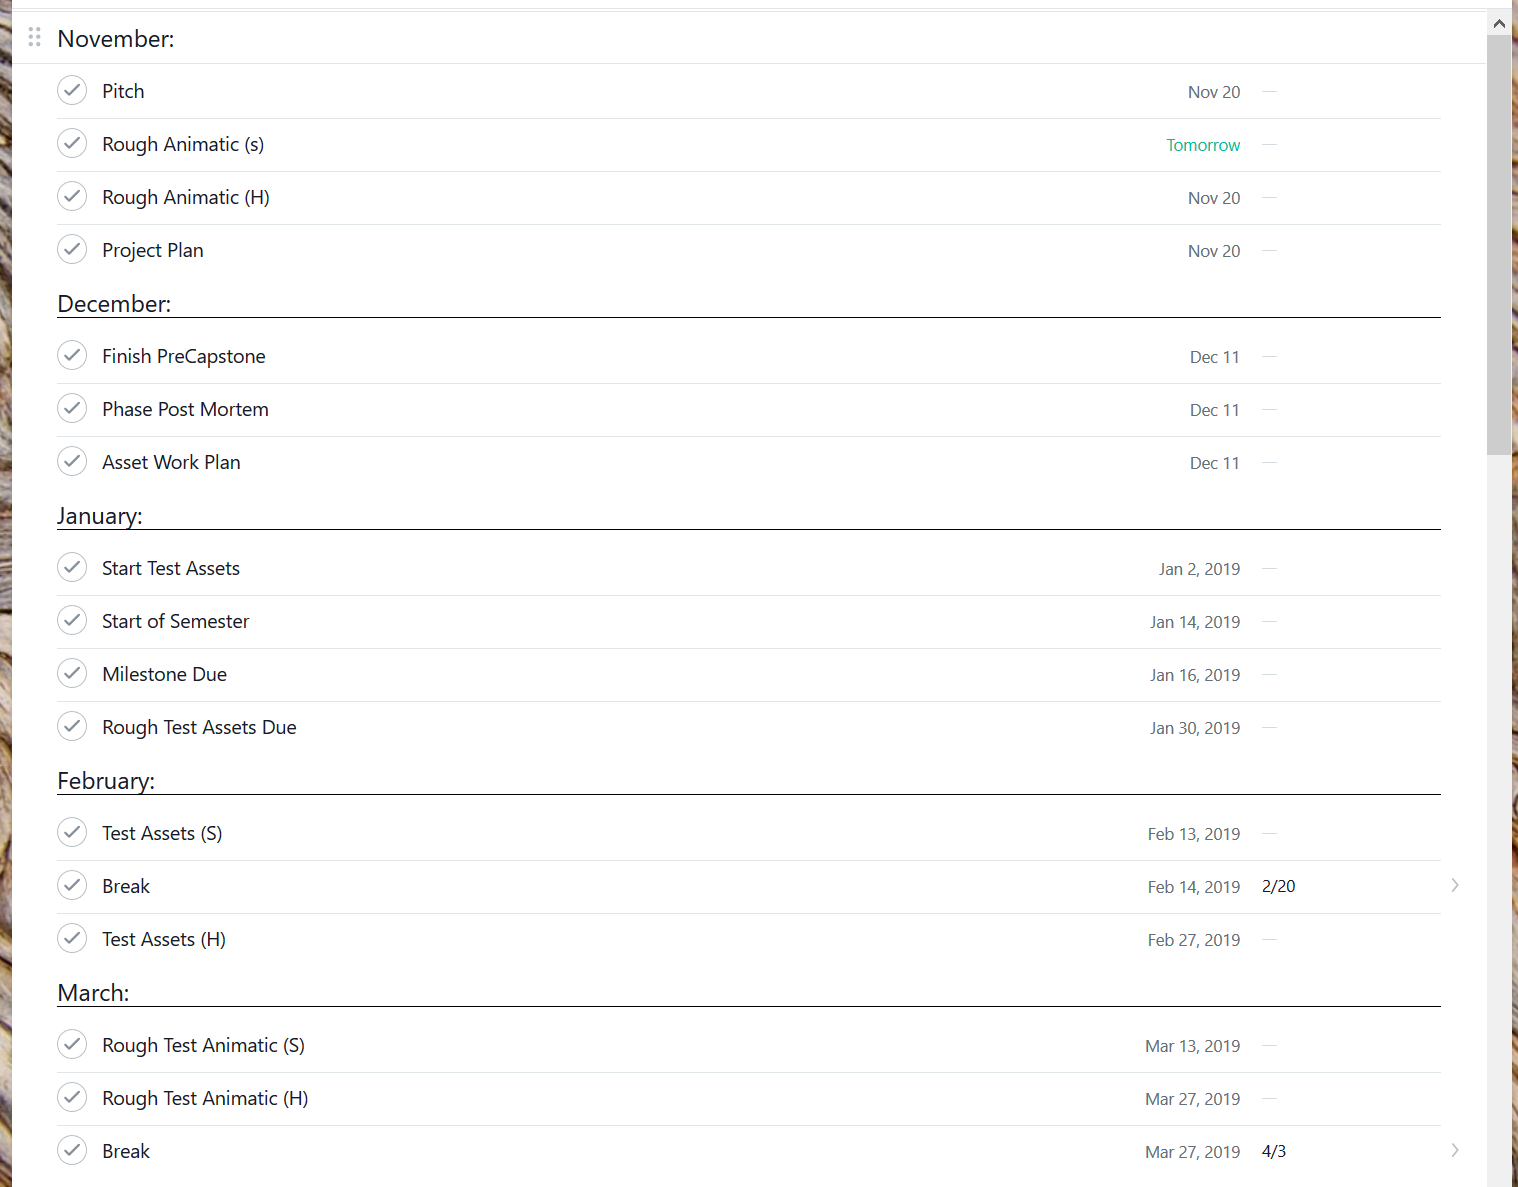 November:
Pitch Nov 20 —
Rough Animatic (s) Tomorrow —
Rough Animatic (H) Nov 20 —
Project Plan Nov 20 —
December:
Finish PreCapstone Dec 11 —
Phase Post Mortem Dec 11 —
Asset Work Plan Dec 11 —
January:
Start Test Assets Jan 2, 2019 —
Start of Semester Jan 14, 2019 —
Milestone Due Jan 16, 2019 —
Rough Test Assets Due Jan 30, 2019 —
February:
Test Assets (S) Feb 13, 2019 —
Break Feb 14, 2019 2/20
Test Assets (H) Feb 27, 2019 —
March:
Rough Test Animatic (S) Mar 13, 2019 —
Rough Test Animatic (H) Mar 27, 2019 —
Break Mar 27, 2019 4/3